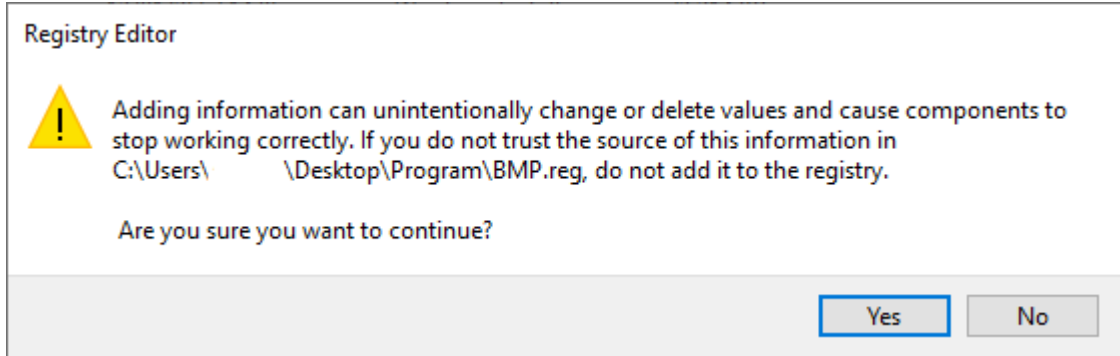 Registry Editor
Adding information can unintentionally change or delete values and cause components to
stop working correctly. If you do not trust the source of this information in
C:\Users\ \Desktop\Program\BMP.reg, do not add it to the registry.
Are you sure you want to continue?
Yes No